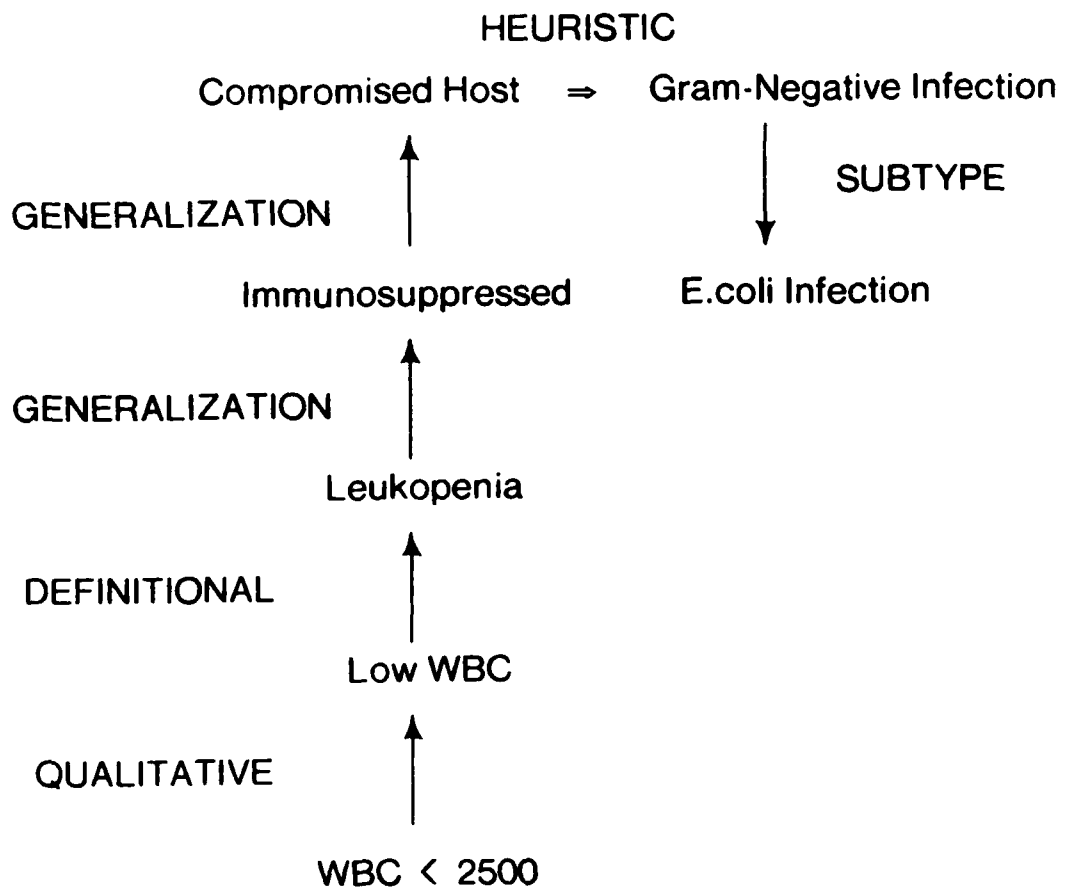 HEURISTIC
Compromised Host ⇒ Gram-Negative Infection
GENERALIZATION
SUBTYPE
Immunosuppressed
E.coli Infection
GENERALIZATION
Leukopenia
DEFINITIONAL
Low WBC
QUALITATIVE
WBC < 2500